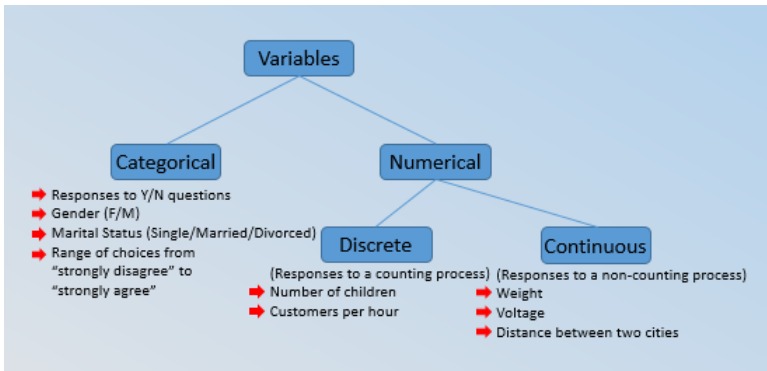 Variables
Categorical
Responses to Y/N questions
Gender (F/M)
Marital Status (Single/Married/Divorced)
Range of choices from
“strongly disagree” to
“strongly agree”
Numerical
Discrete
(Responses to a counting process)
Number of children
Customers per hour
Continuous
(Responses to a non-counting process)
Weight
Voltage
Distance between two cities